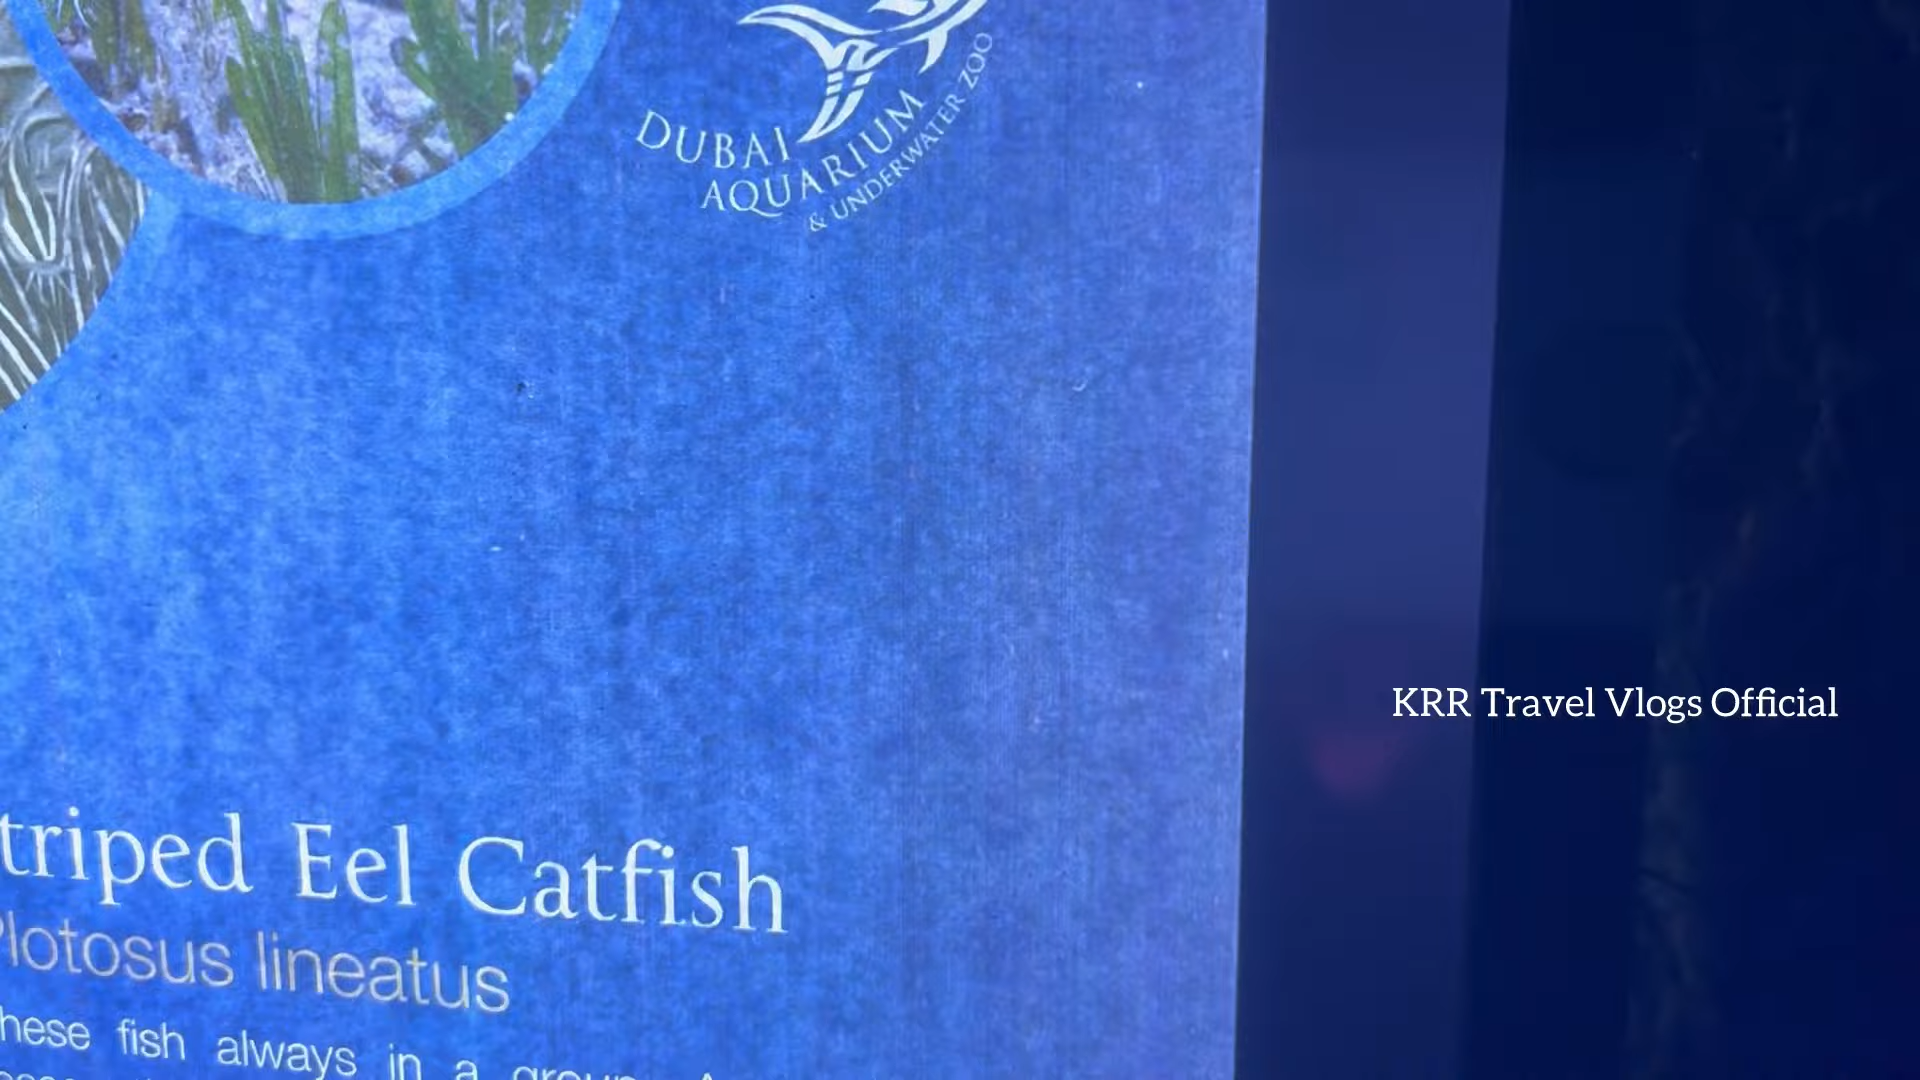 DUBAI
AQUARIUM
& UNDERWATER ZOO
KRR Travel Vlogs Official
triped Eel Catfish
lotosus lineatus
hese fish always in a